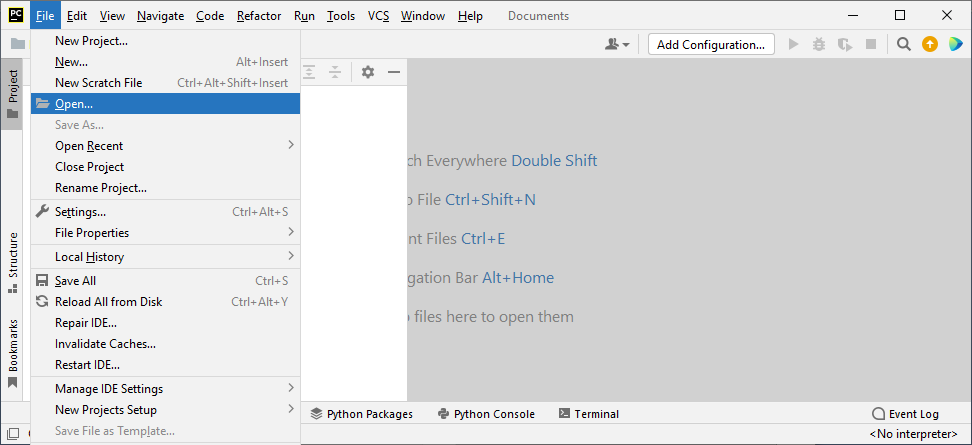 PC
File Edit View Navigate Code Refactor Run Tools VCS Window Help Documents
Add Configuration...
Project
Structure
Bookmarks
New Project...
New... Alt+Insert
New Scratch File Ctrl+Alt+Shift+Insert
Open...
Save As...
Open Recent
Close Project
Rename Project...
Settings... Ctrl+Alt+S
File Properties
Local History
Save All Ctrl+S
Reload All from Disk Ctrl+Alt+Y
Repair IDE...
Invalidate Caches...
Restart IDE...
Manage IDE Settings
New Projects Setup
Save File as Template...
ch Everywhere Double Shift
o File Ctrl+Shift+N
nt Files Ctrl+E
gation Bar Alt+Home
files here to open them
Python Packages Python Console Terminal Event Log
<No interpreter>